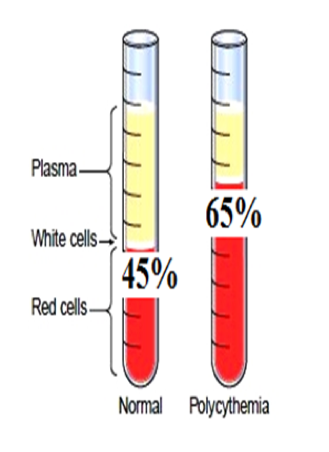 Plasma
65%
White cells
45%
Red cells
Normal
Polycythemia